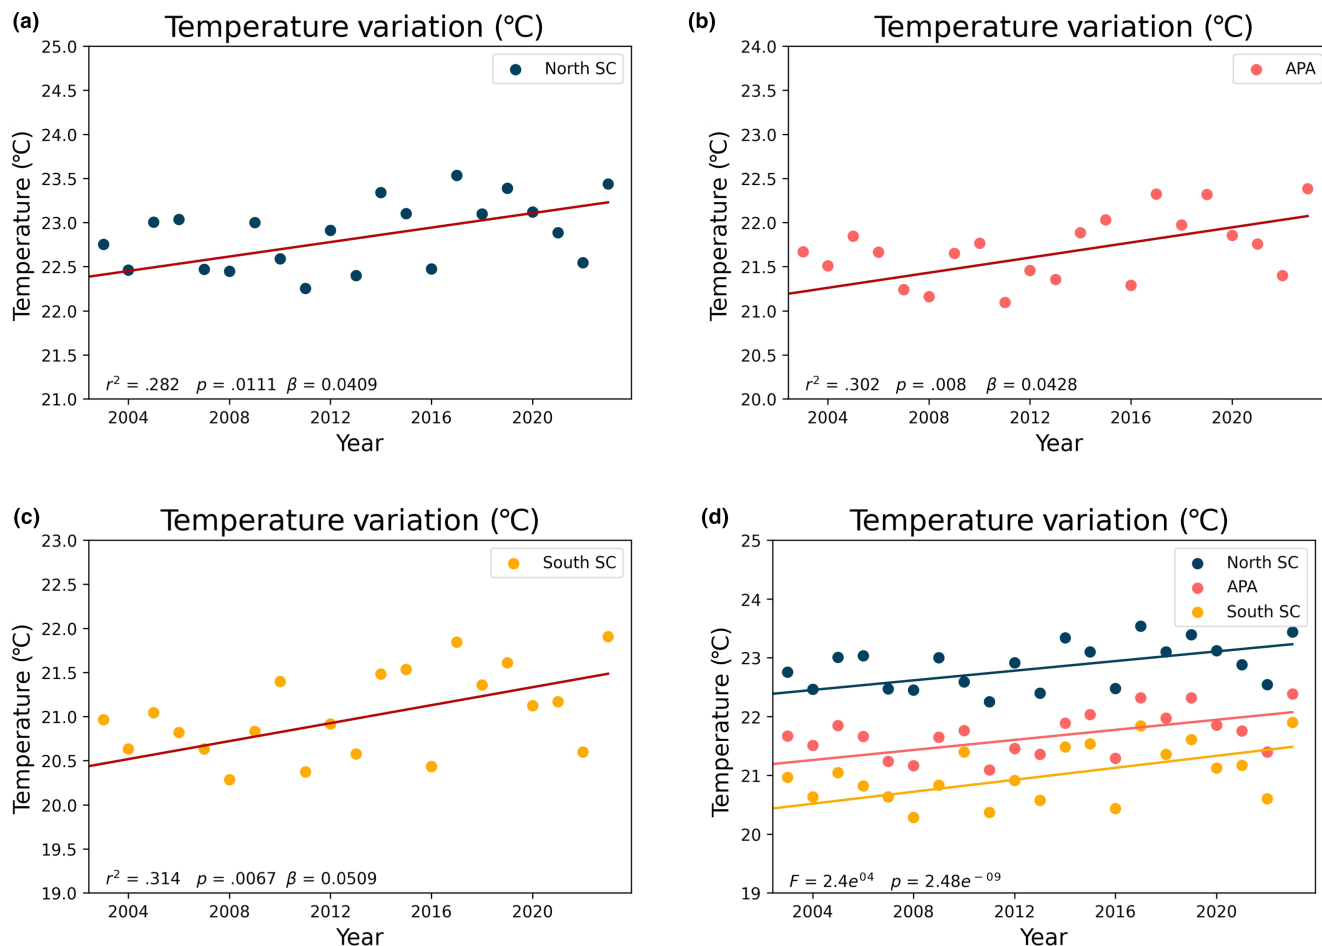 (a)
Temperature variation (℃)
North SC
Temperature (℃)
25.0
24.5
24.0
23.5
23.0
22.5
22.0
21.5
21.0
r² = .282 p = .0111 β = 0.0409
2004 2008 2012 2016 2020
Year
(b)
Temperature variation (℃)
APA
Temperature (℃)
24.0
23.5
23.0
22.5
22.0
21.5
21.0
20.5
20.0
r² = .302 p = .008 β = 0.0428
2004 2008 2012 2016 2020
Year
(c)
Temperature variation (℃)
South SC
Temperature (℃)
23.0
22.5
22.0
21.5
21.0
20.5
20.0
19.5
19.0
r² = .314 p = .0067 β = 0.0509
2004 2008 2012 2016 2020
Year
(d)
Temperature variation (℃)
North SC
APA
South SC
Temperature (℃)
25
24
23
22
21
20
19
F = 2.4e⁰⁴ p = 2.48e⁻⁰⁹
2004 2008 2012 2016 2020
Year